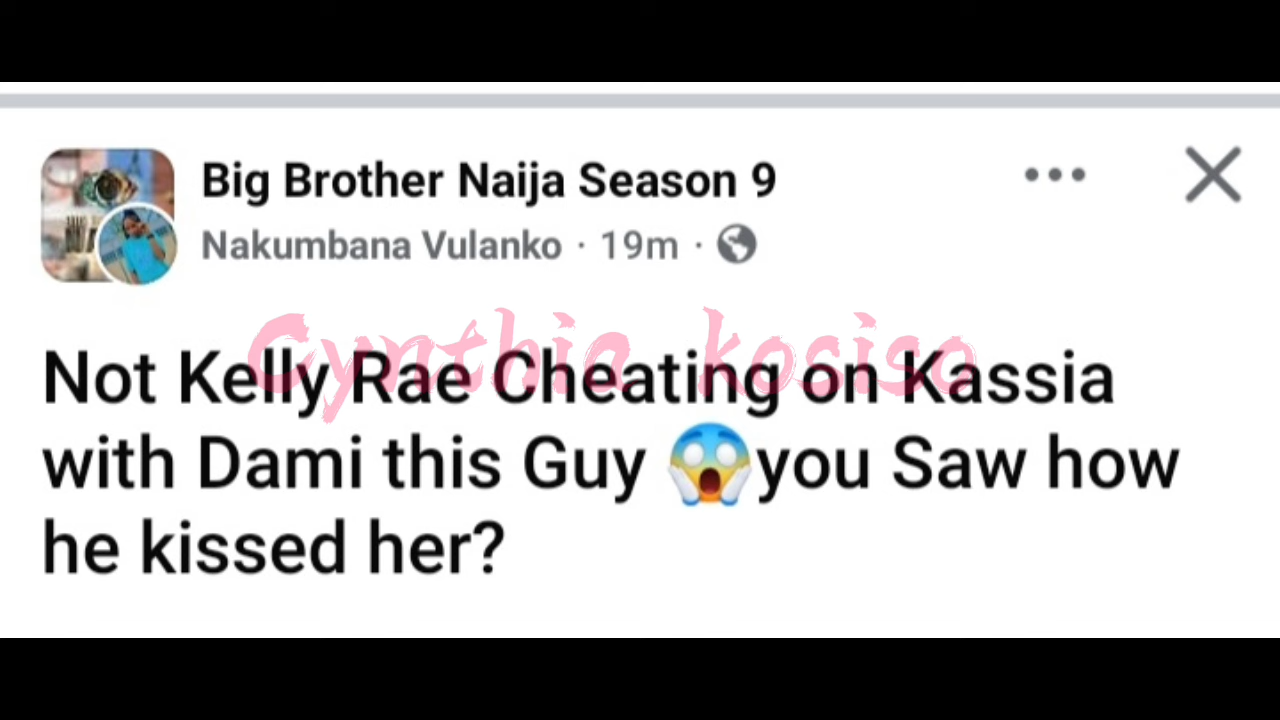 Big Brother Naija Season 9
Nakumbana Vulanko · 19m ·
Cynthia kosiso
Not Kelly Rae Cheating on Kassia
with Dami this Guy 😱you Saw how
he kissed her?